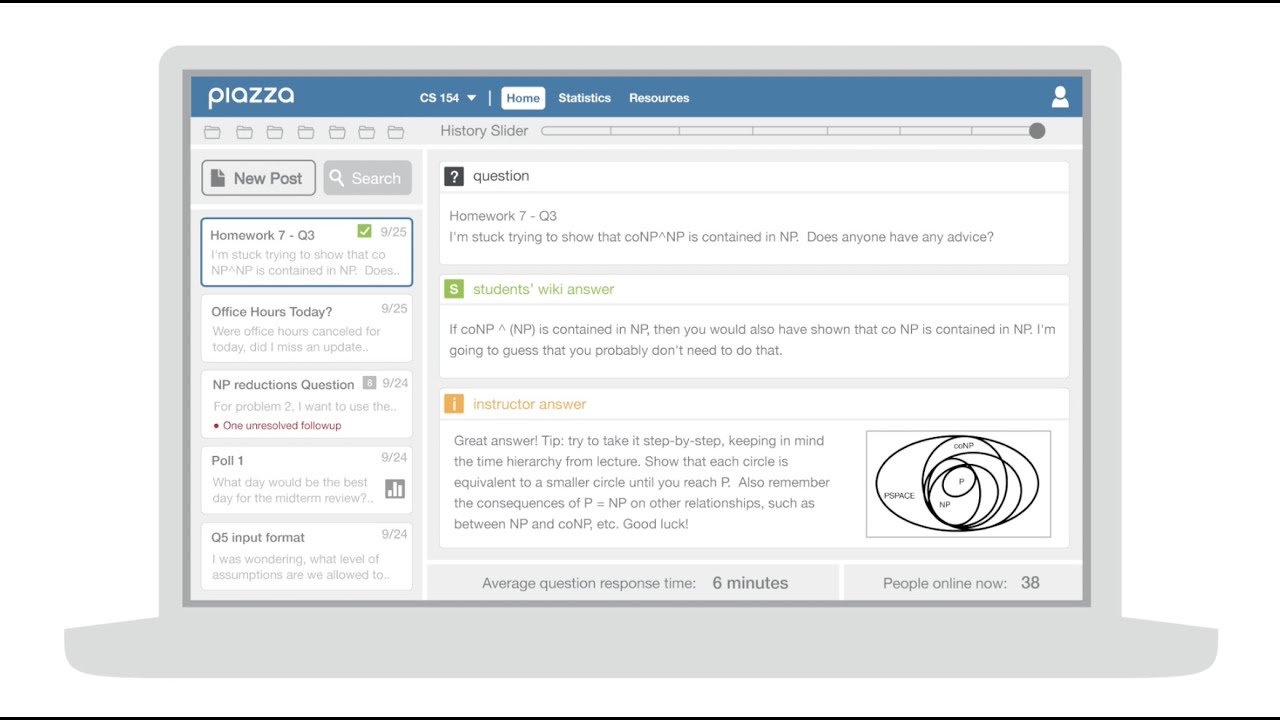 piazza
CS 154 | Home Statistics Resources
History Slider
New Post Search
Homework 7 - Q3 9/25
I'm stuck trying to show that co
NP^NP is contained in NP. Does..
Office Hours Today? 9/25
Were office hours canceled for
today, did I miss an update..
NP reductions Question 8 9/24
For problem 2, I want to use the..
• One unresolved followup
Poll 1 9/24
What day would be the best
day for the midterm review?..
Q5 input format 9/24
I was wondering, what level of
assumptions are we allowed to..
? question
Homework 7 - Q3
I'm stuck trying to show that coNP^NP is contained in NP. Does anyone have any advice?
S students' wiki answer
If coNP ^ (NP) is contained in NP, then you would also have shown that co NP is contained in NP. I'm
going to guess that you probably don't need to do that.
i instructor answer
Great answer! Tip: try to take it step-by-step, keeping in mind
the time hierarchy from lecture. Show that each circle is
equivalent to a smaller circle until you reach P. Also remember
the consequences of P = NP on other relationships, such as
between NP and coNP, etc. Good luck!
coNP
P
PSPACE
NP
Average question response time: 6 minutes
People online now: 38